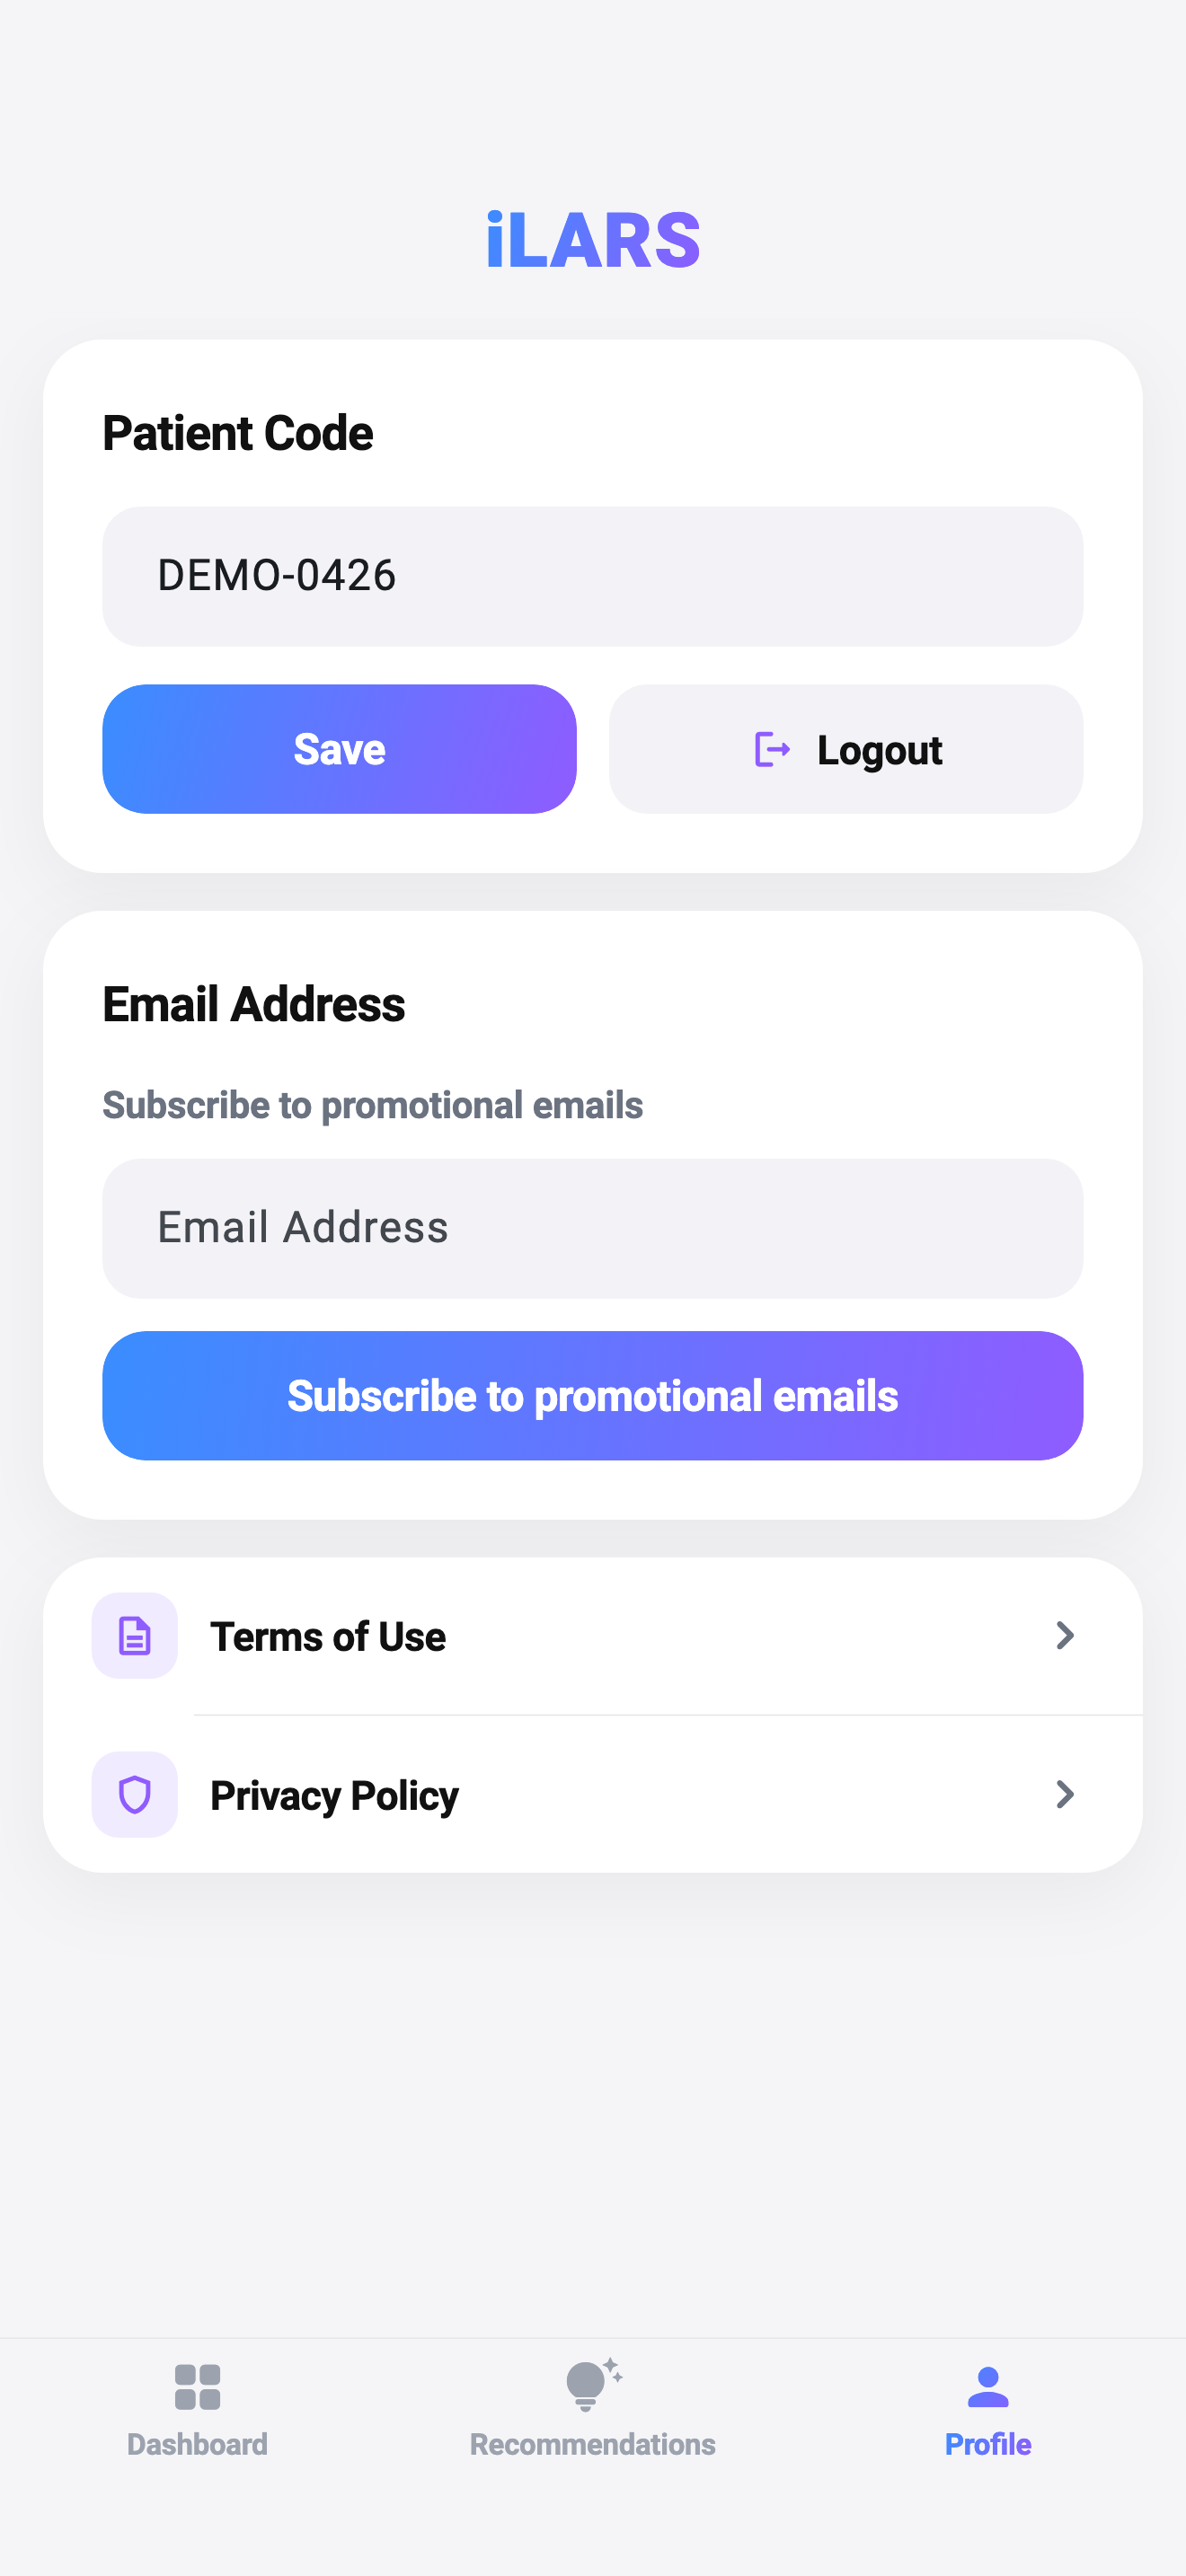 iLARS
Patient Code
DEMO-0426
Save
Logout
Email Address
Subscribe to promotional emails
Email Address
Subscribe to promotional emails
Terms of Use
Privacy Policy
Dashboard
Recommendations
Profile